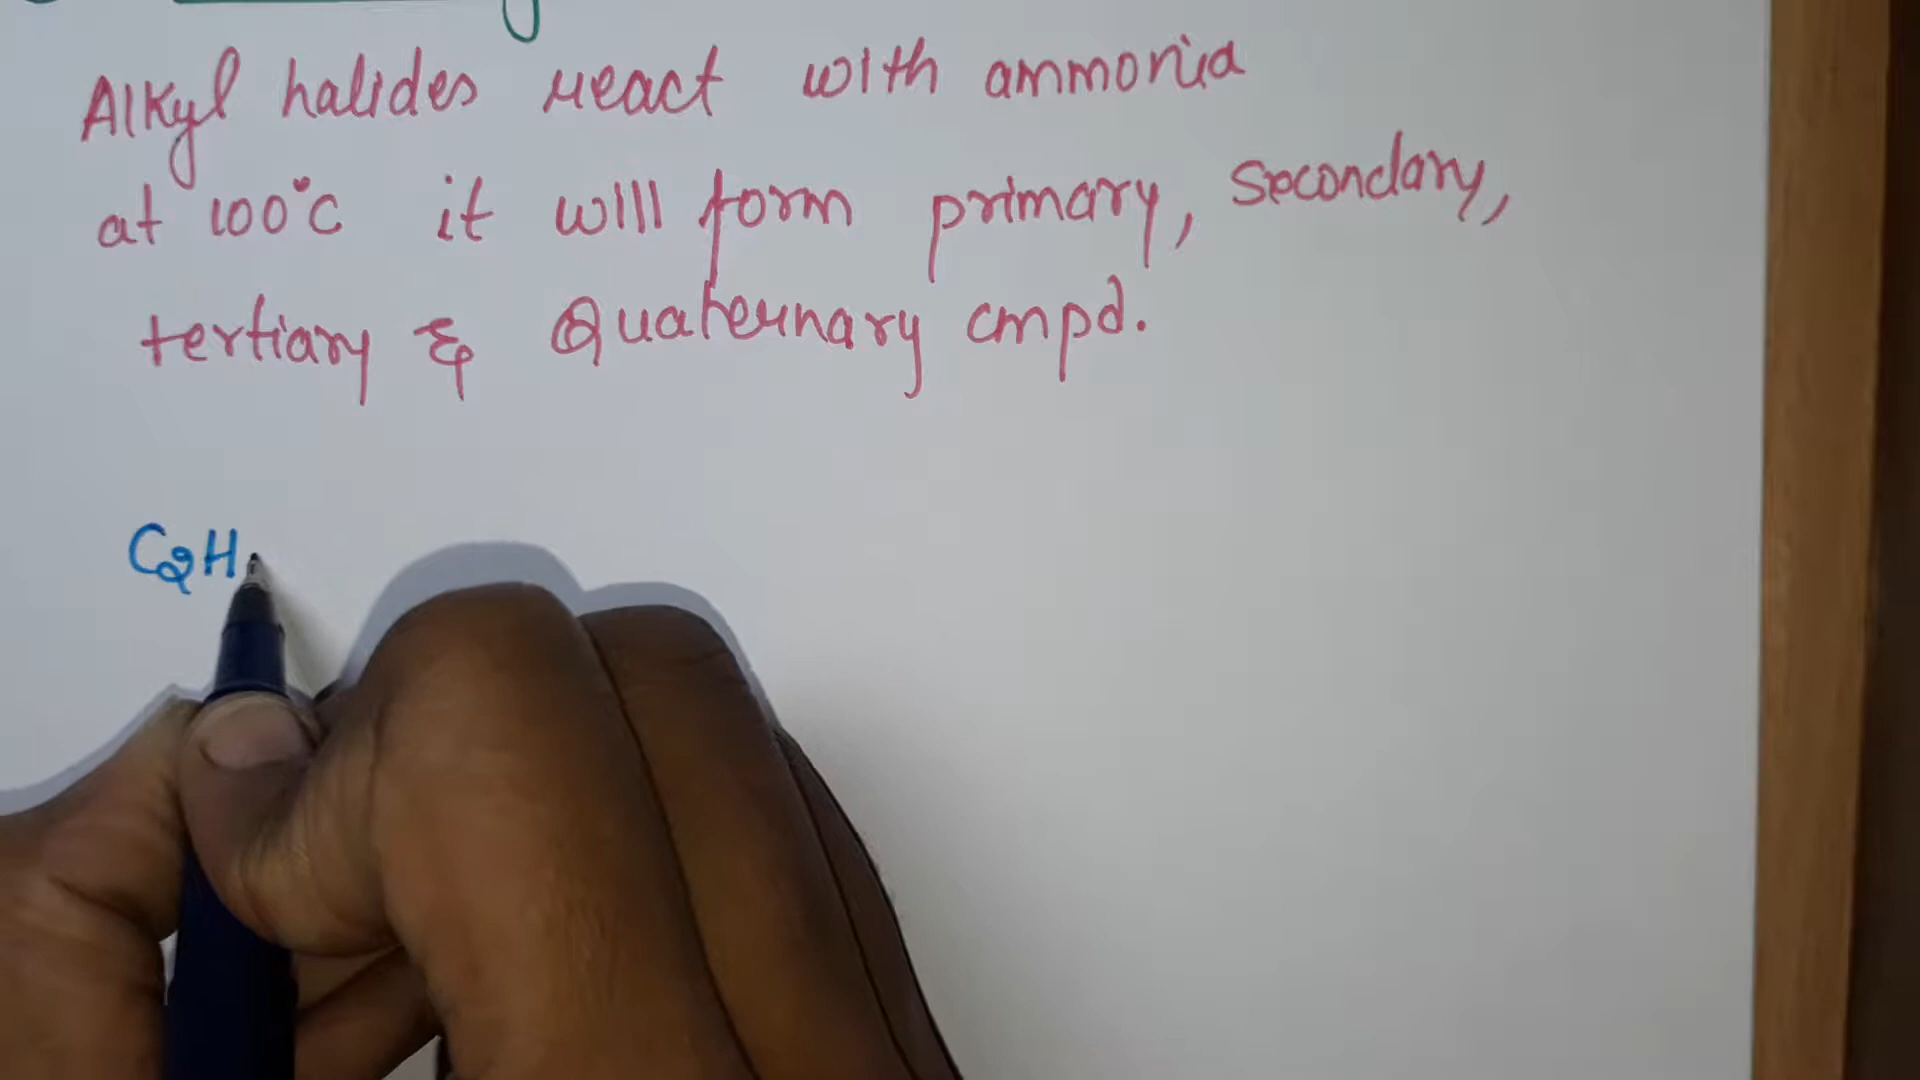 Alkyl halides react with ammonia
at 100°C it will form primary, secondary,
tertiary & Quaternary cmpd.
C2H